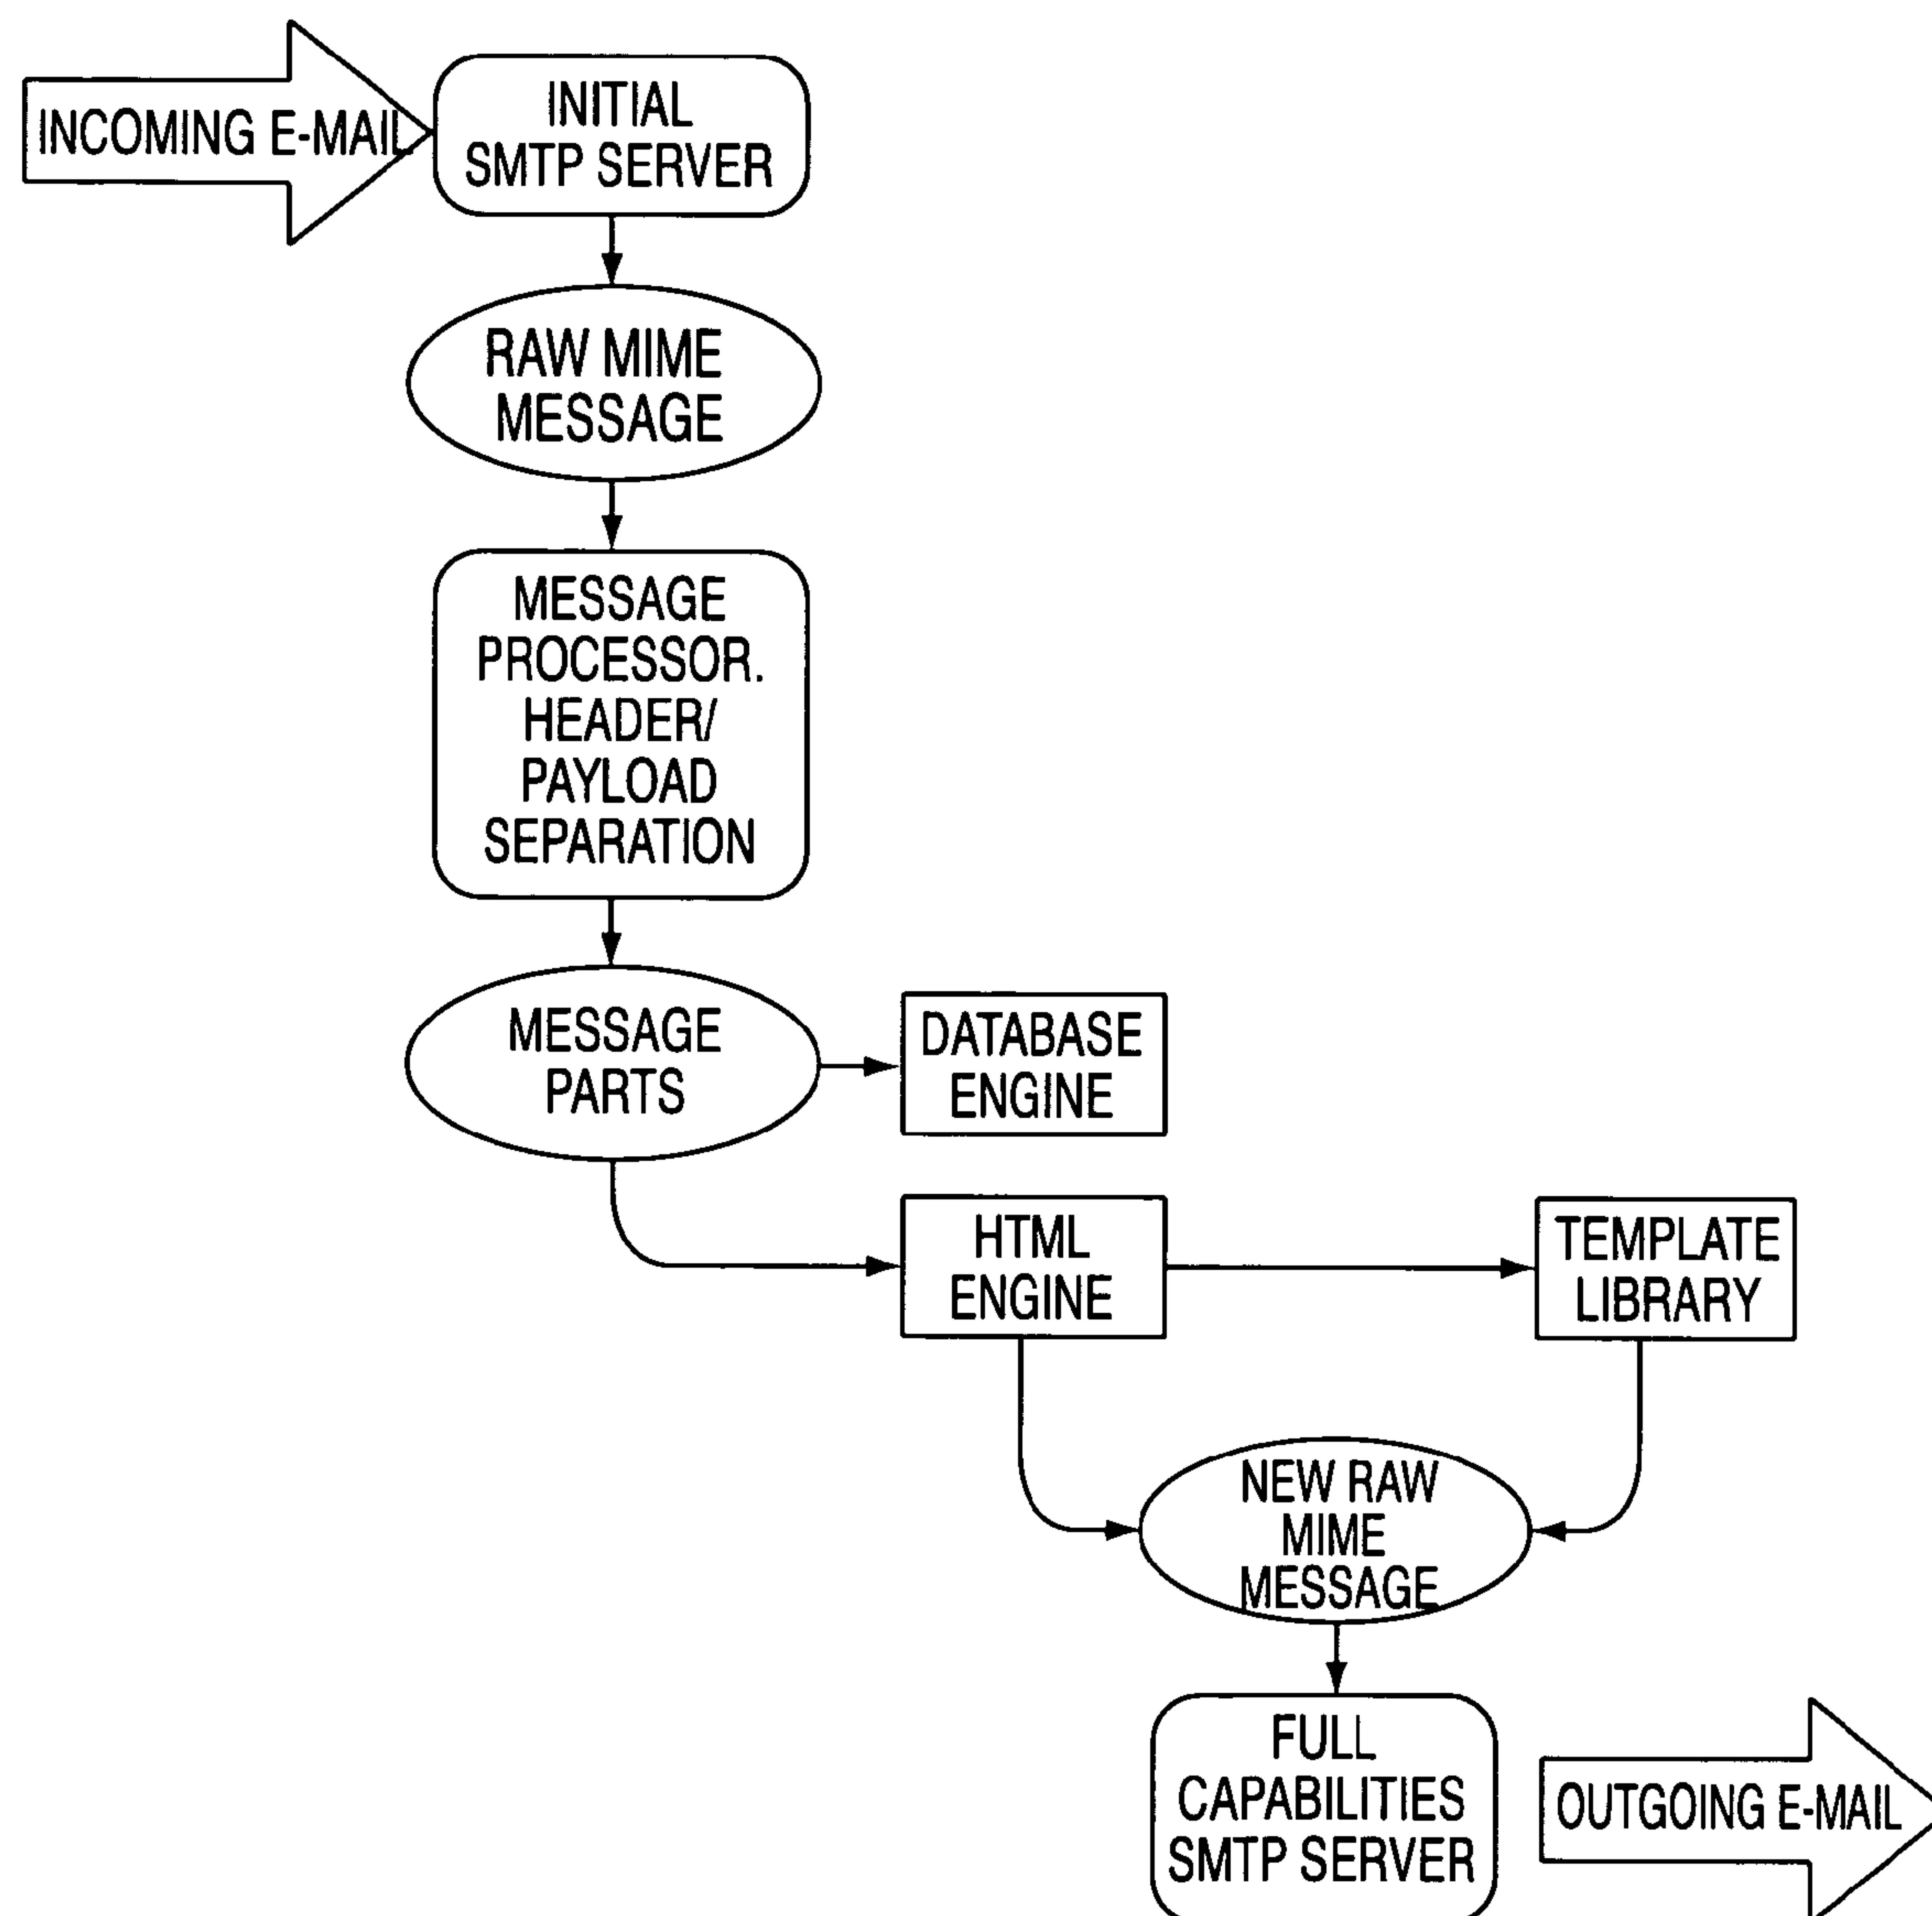 INCOMING E-MAIL
INITIAL
SMTP SERVER
RAW MIME
MESSAGE
MESSAGE
PROCESSOR.
HEADER/
PAYLOAD
SEPARATION
MESSAGE
PARTS
DATABASE
ENGINE
HTML
ENGINE
TEMPLATE
LIBRARY
NEW RAW
MIME
MESSAGE
FULL
CAPABILITIES
SMTP SERVER
OUTGOING E-MAIL